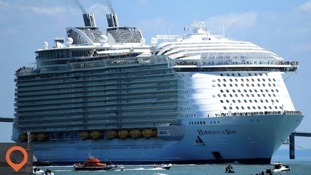 HARMONY OF THE SEAS